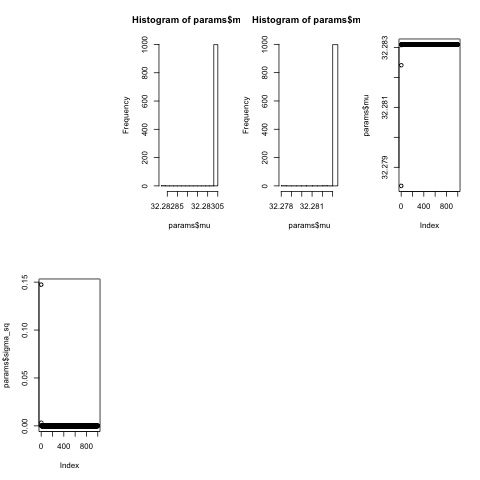 Histogram of params$m
Frequency
1000
800
600
400
200
0
32.28285
32.28305
params$mu
Histogram of params$m
Frequency
1000
800
600
400
200
0
32.278
32.281
params$mu
params$mu
32.283
32.281
32.279
0
400
800
Index
params$sigma_sq
0.15
0.10
0.05
0.00
0
400
800
Index